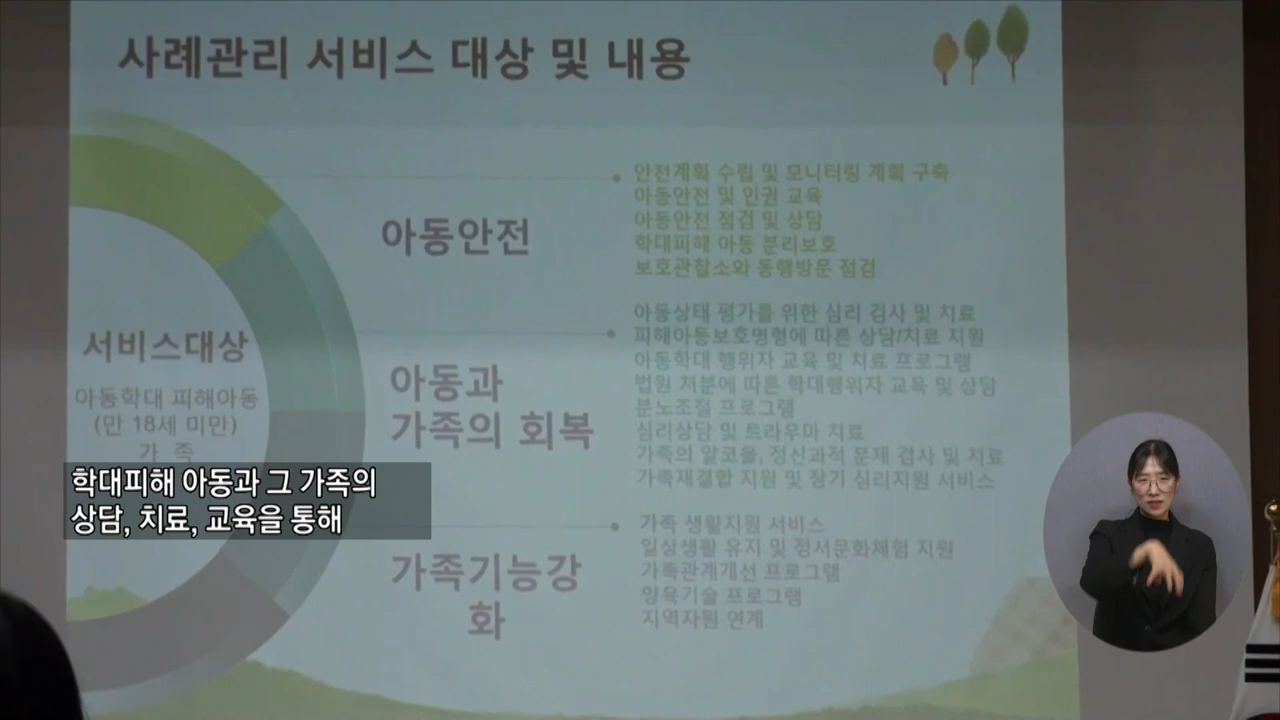 사례관리 서비스 대상 및 내용
서비스대상
아동학대 피해아동
(만 18세 미만)
가 족
아동안전
안전계획 수립 및 모니터링 계획 구축
아동안전 및 인권 교육
아동안전 점검 및 상담
학대피해 아동 분리보호
보호관찰소와 동행방문 점검
아동과
가족의 회복
아동상태 평가를 위한 심리 검사 및 치료
피해아동보호명령에 따른 상담/치료 지원
아동학대 행위자 교육 및 치료 프로그램
법원 처분에 따른 학대행위자 교육 및 상담
분노조절 프로그램
심리상담 및 트라우마 치료
가족의 알코올, 정신과적 문제 검사 및 치료
가족재결합 지원 및 장기 심리지원 서비스
가족기능강
화
가족 생활지원 서비스
일상생활 유지 및 정서문화체험 지원
가족관계개선 프로그램
양육기술 프로그램
지역자원 연계
학대피해 아동과 그 가족의
상담, 치료, 교육을 통해